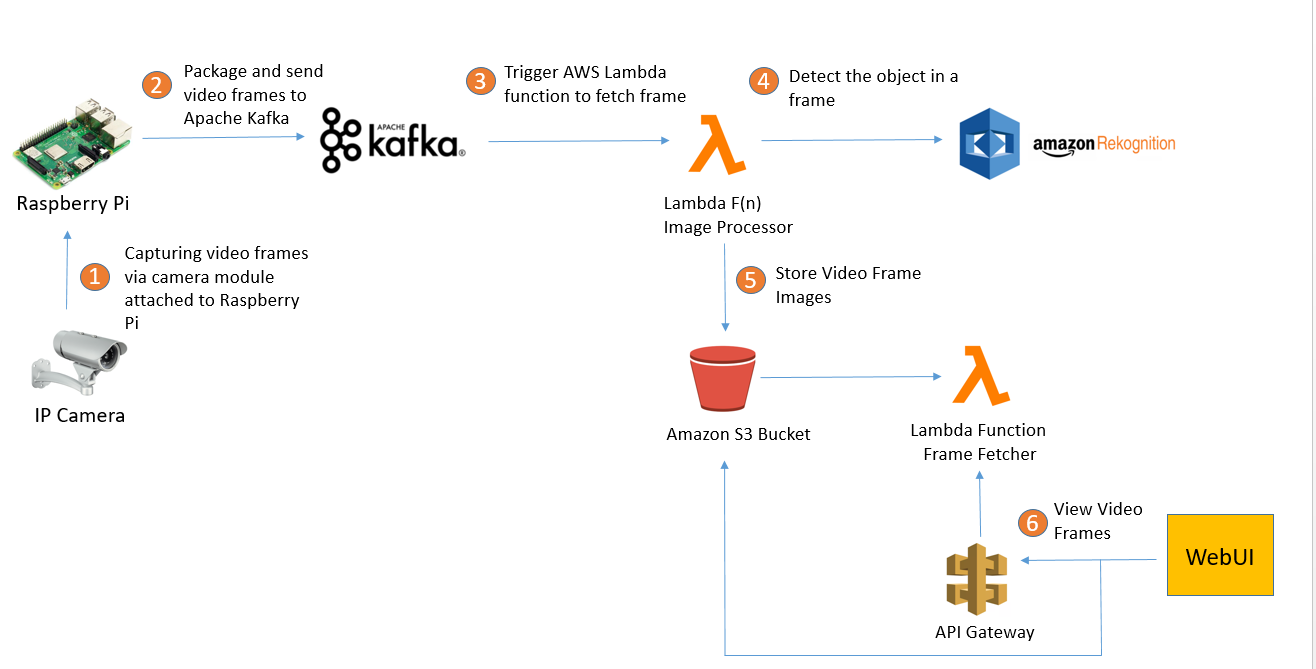 2
Package and send
video frames to
Apache Kafka
3
Trigger AWS Lambda
function to fetch frame
4
Detect the object in a
frame
APACHE
kafka®
amazon Rekognition
Raspberry Pi
Lambda F(n)
Image Processor
1
Capturing video frames
via camera module
attached to Raspberry
Pi
5
Store Video Frame
Images
IP Camera
Amazon S3 Bucket
Lambda Function
Frame Fetcher
6
View Video
Frames
WebUI
API Gateway